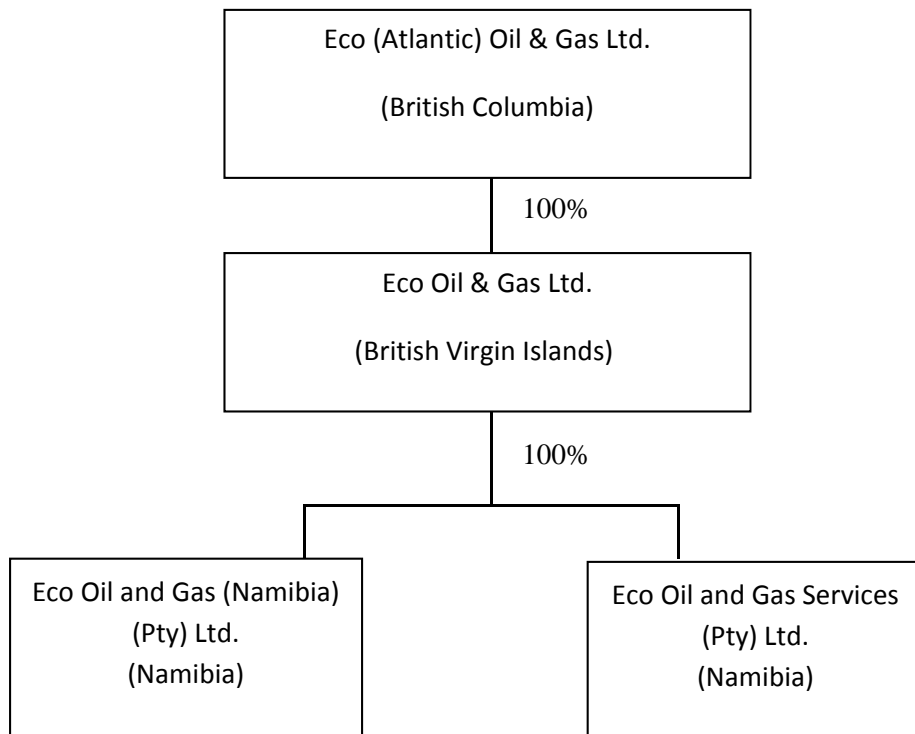 Eco (Atlantic) Oil & Gas Ltd.
(British Columbia)
100%
Eco Oil & Gas Ltd.
(British Virgin Islands)
100%
Eco Oil and Gas (Namibia)
(Pty) Ltd.
(Namibia)
Eco Oil and Gas Services
(Pty) Ltd.
(Namibia)